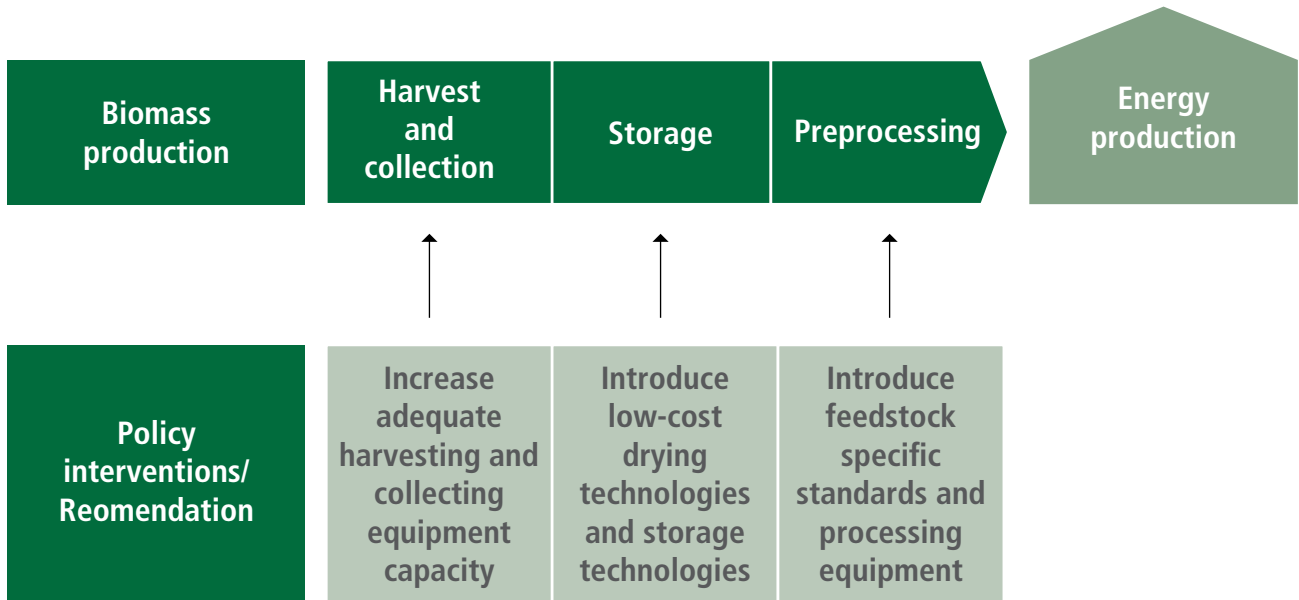 Biomass
production
Harvest
and
collection
Storage
Preprocessing
Energy
production
Policy
interventions/
Reomendation
Increase
adequate
harvesting and
collecting
equipment
capacity
Introduce
low-cost
drying
technologies
and storage
technologies
Introduce
feedstock
specific
standards and
processing
equipment